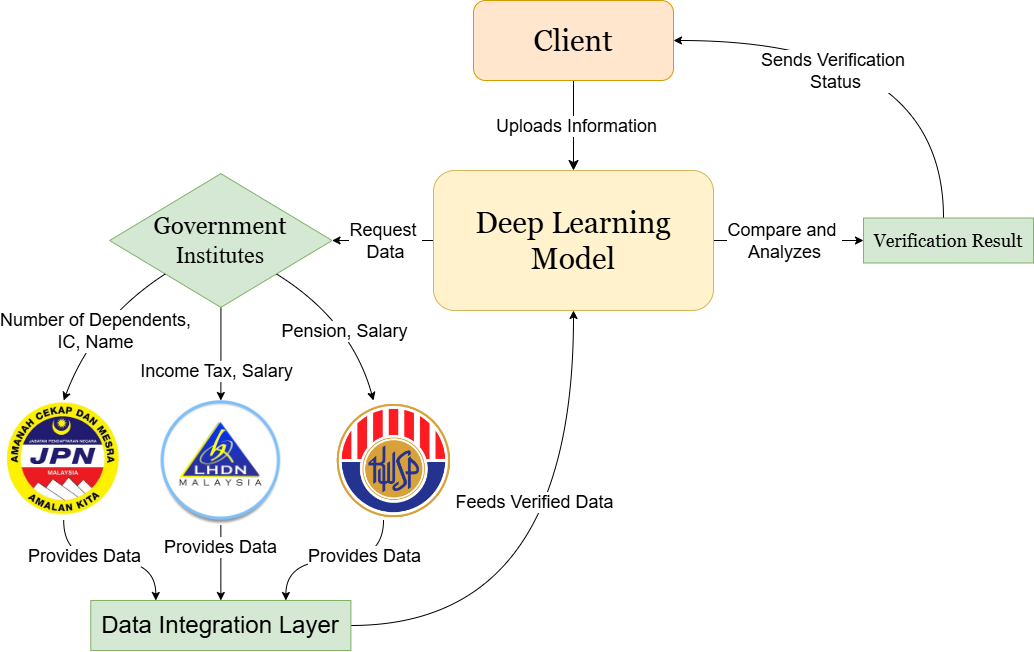 Client
Sends Verification
Status
Uploads Information
Deep Learning
Model
Request
Data
Government
Institutes
Compare and
Analyzes
Verification Result
Number of Dependents,
IC, Name
Income Tax, Salary
Pension, Salary
AMANAH CEKAP DAN MESRA
JABATAN PENDAFTARAN NEGARA
JPN
MALAYSIA
AMALAN KITA
LHDN
MALAYSIA
KWSP
Feeds Verified Data
Provides Data
Provides Data
Provides Data
Data Integration Layer